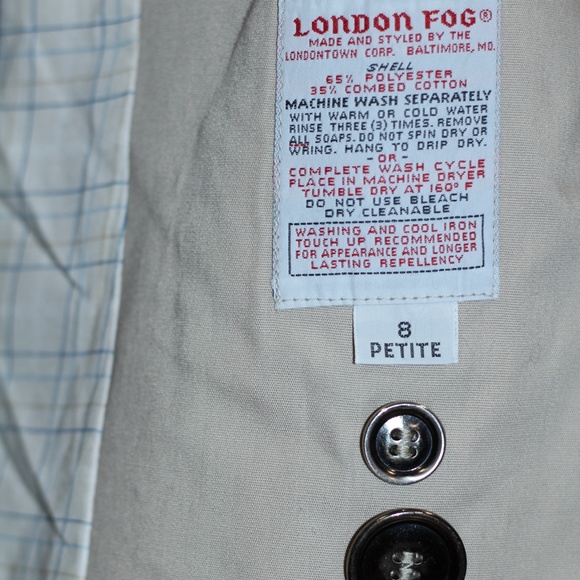 LONDON FOG®
MADE AND STYLED BY THE
LONDONTOWN CORP. BALTIMORE, MD.
SHELL
65% POLYESTER
35% COMBED COTTON
MACHINE WASH SEPARATELY
WITH WARM OR COLD WATER
RINSE THREE (3) TIMES. REMOVE
ALL SOAPS. DO NOT SPIN DRY OR
WRING. HANG TO DRIP DRY.
-OR-
COMPLETE WASH CYCLE
PLACE IN MACHINE DRYER
TUMBLE DRY AT 160° F
DO NOT USE BLEACH
DRY CLEANABLE
WASHING AND COOL IRON
TOUCH UP RECOMMENDED
FOR APPEARANCE AND LONGER
LASTING REPELLENCY
8
PETITE